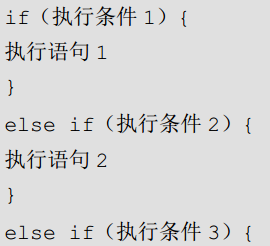 if（执行条件 1）{
执行语句 1
}
else if（执行条件 2）{
执行语句 2
}
else if（执行条件 3）{